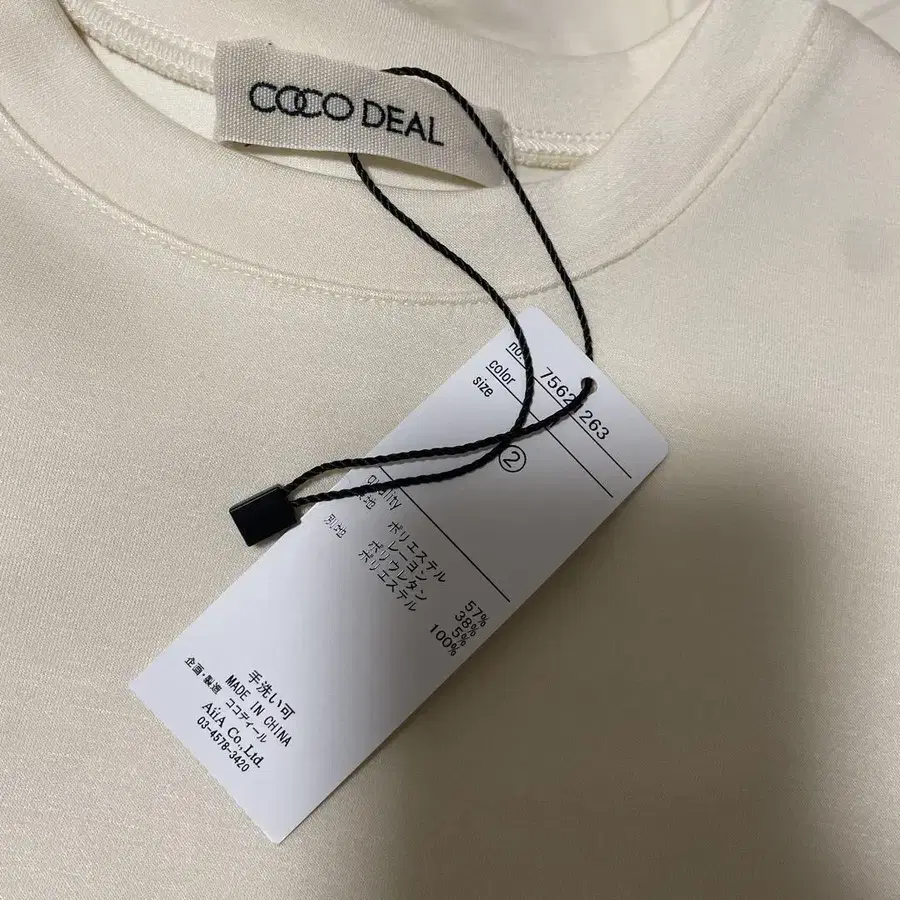 COCO DEAL
no. 75621263
color
size ②
quality
表地 ポリエステル 57%
レーヨン 38%
ポリウレタン 5%
別地 ポリエステル 100%
手洗い可
MADE IN CHINA
企画・製造 ココディール
AiiA Co.,Ltd.
03-4578-3420